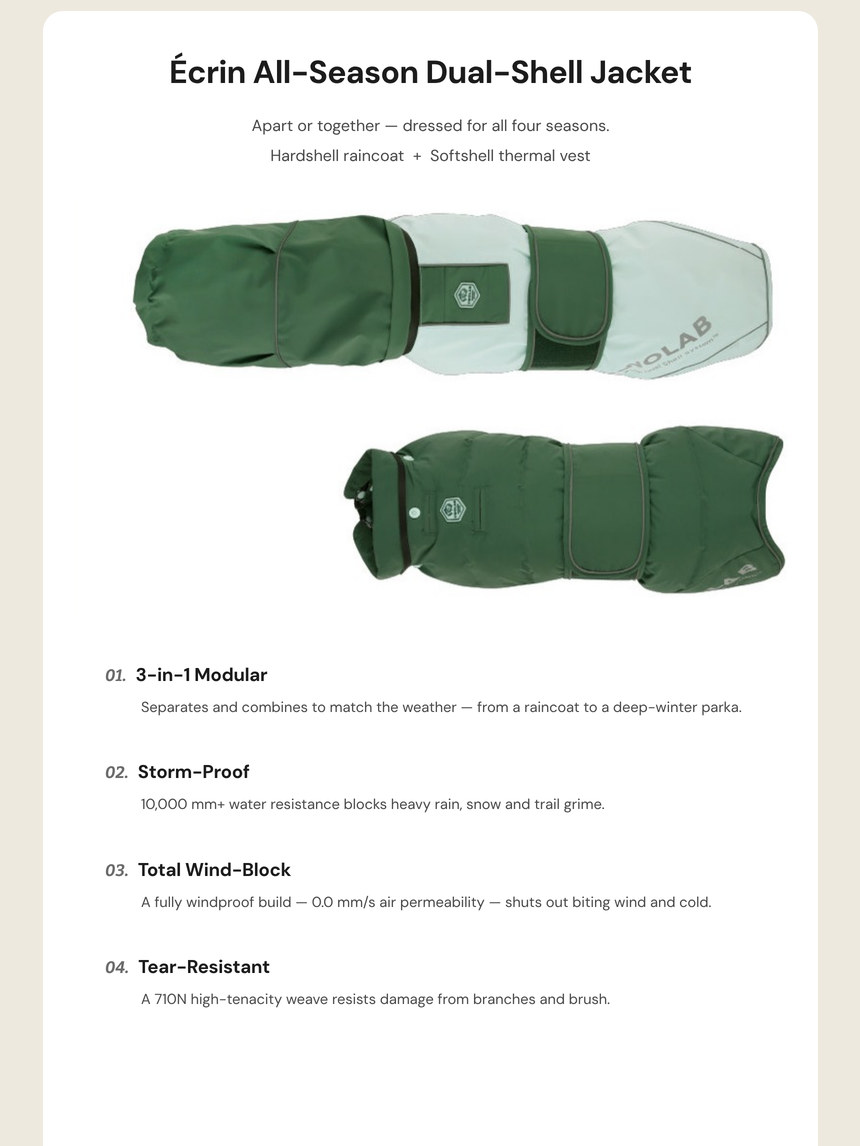 Écrin All-Season Dual-Shell Jacket
Apart or together — dressed for all four seasons.
Hardshell raincoat + Softshell thermal vest
NOLAB
01. 3-in-1 Modular
Separates and combines to match the weather — from a raincoat to a deep-winter parka.
02. Storm-Proof
10,000 mm+ water resistance blocks heavy rain, snow and trail grime.
03. Total Wind-Block
A fully windproof build — 0.0 mm/s air permeability — shuts out biting wind and cold.
04. Tear-Resistant
A 710N high-tenacity weave resists damage from branches and brush.